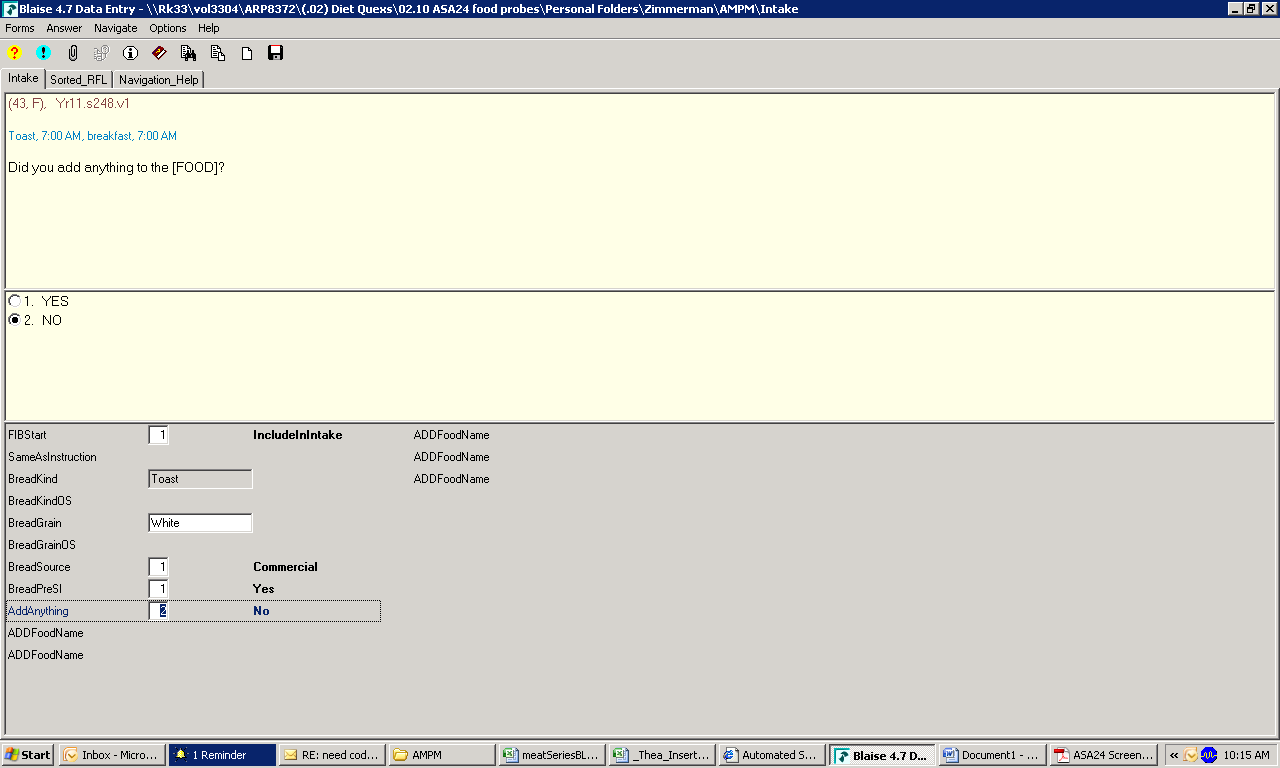 Blaise 4.7 Data Entry - \\Rk33\vol3304\ARP8372\(.02) Diet Quexs\02.10 ASA24 food probes\Personal Folders\Zimmerman\AMPM\Intake
Forms Answer Navigate Options Help
Intake Sorted_RFL Navigation_Help
(43, F), Yr11.s248.v1
Toast, 7:00 AM, breakfast, 7:00 AM
Did you add anything to the [FOOD]?
1. YES
2. NO
FIBStart 1 IncludeInIntake ADDFoodName
SameAsInstruction ADDFoodName
BreadKind Toast ADDFoodName
BreadKindOS
BreadGrain White
BreadGrainOS
BreadSource 1 Commercial
BreadPreSl 1 Yes
AddAnything 2 No
ADDFoodName
ADDFoodName
Start Inbox - Micro... 1 Reminder RE: need cod... AMPM meatSeriesBL... _Thea_Insert... Automated S... Blaise 4.7 D... Document1 - ... ASA24 Screen... « 10:15 AM